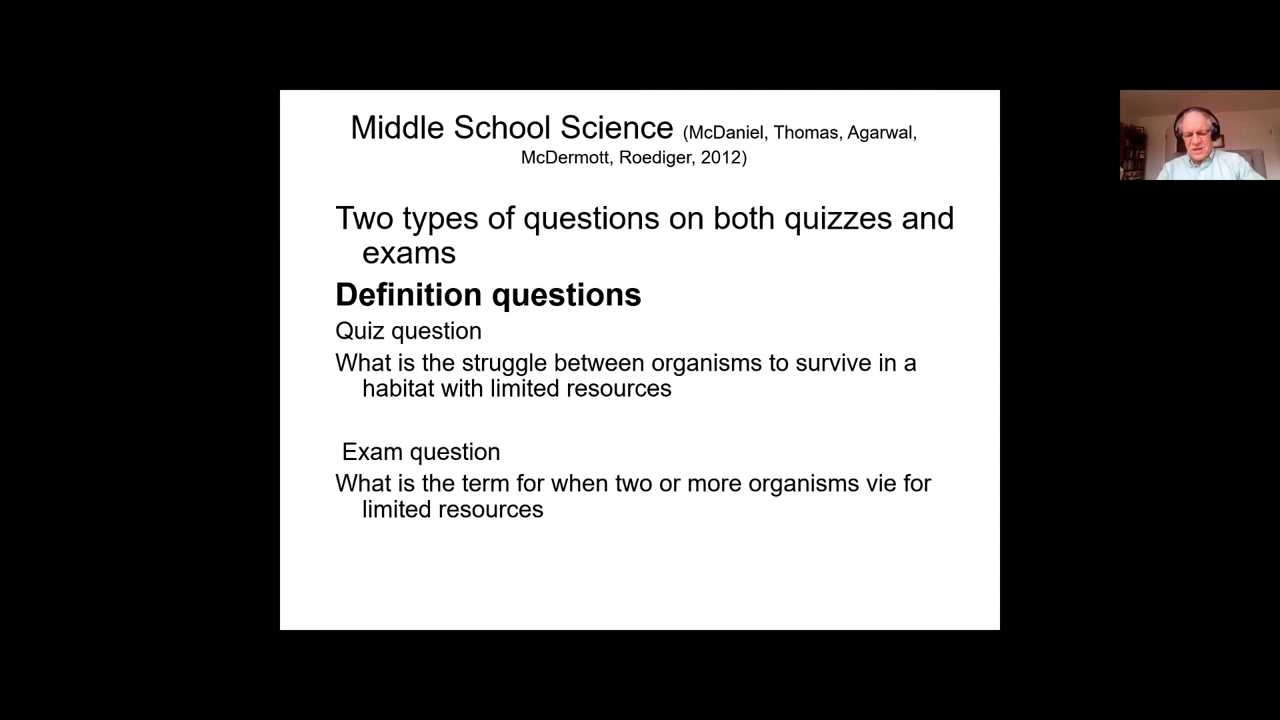 Middle School Science (McDaniel, Thomas, Agarwal,
McDermott, Roediger, 2012)
Two types of questions on both quizzes and
exams
Definition questions
Quiz question
What is the struggle between organisms to survive in a
habitat with limited resources
Exam question
What is the term for when two or more organisms vie for
limited resources